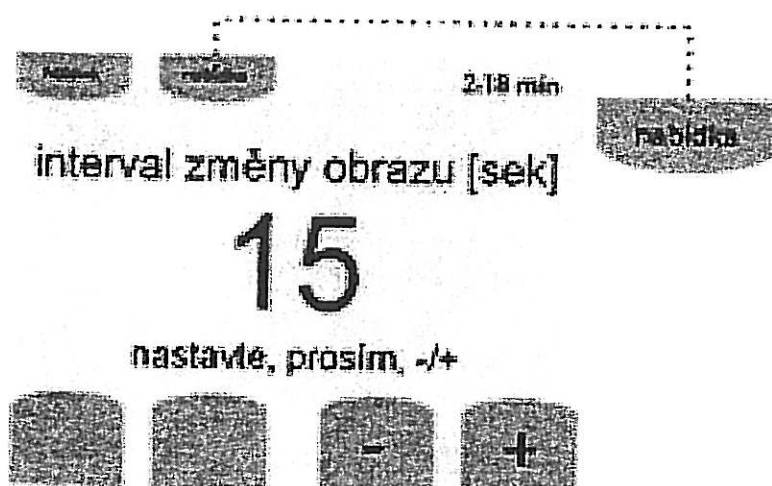 2-18 min
nabídka
interval změny obrazu [sek]
15
nastavte, prosím, -/+
- +